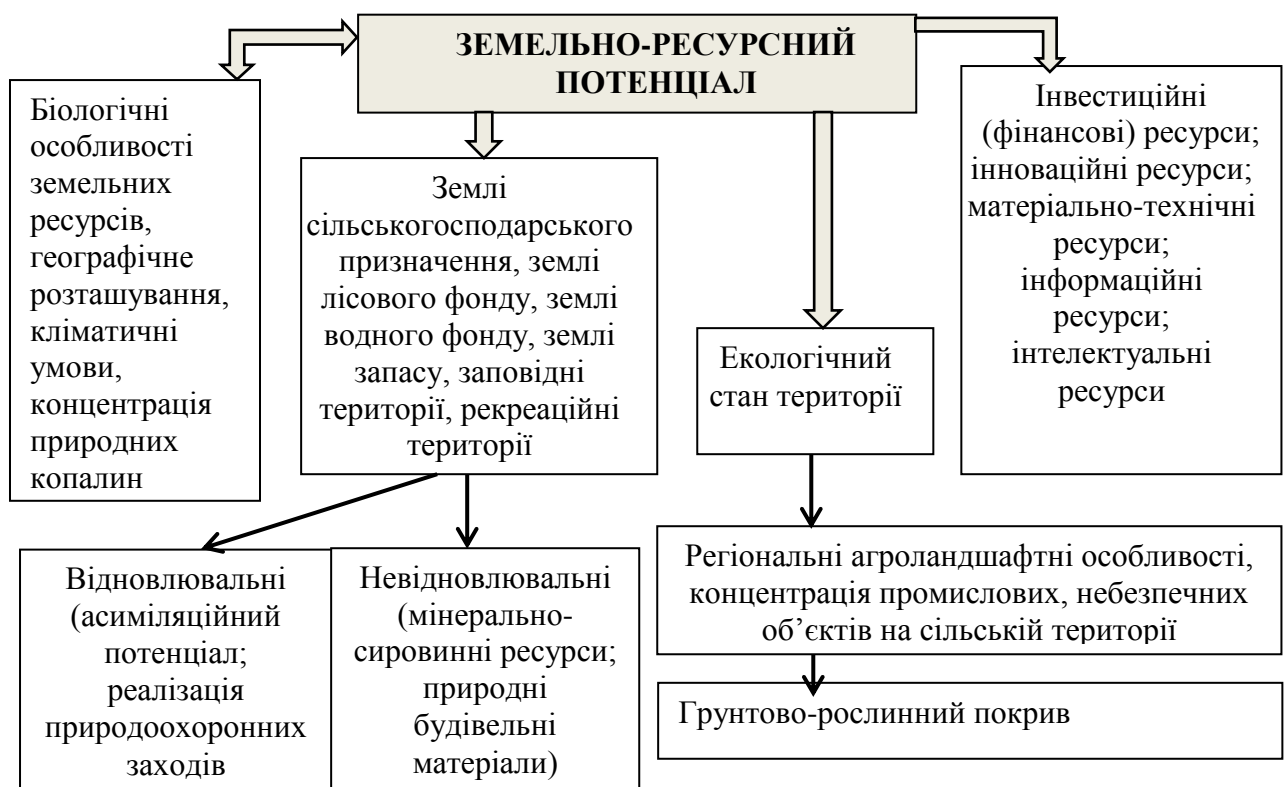 ЗЕМЕЛЬНО-РЕСУРСНИЙ
ПОТЕНЦІАЛ
Біологічні
особливості
земельних
ресурсів,
географічне
розташування,
кліматичні
умови,
концентрація
природних
копалин
Землі
сільськогосподарського
призначення, землі
лісового фонду, землі
водного фонду, землі
запасу, заповідні
території, рекреаційні
території
Екологічний
стан території
Інвестиційні
(фінансові) ресурси;
інноваційні ресурси;
матеріально-технічні
ресурси;
інформаційні
ресурси;
інтелектуальні
ресурси
Відновлювальні
(асиміляційний
потенціал;
реалізація
природоохоронних
заходів
Невідновлювальні
(мінерально-
сировинні ресурси;
природні
будівельні
матеріали)
Регіональні агроландшафтні особливості,
концентрація промислових, небезпечних
об’єктів на сільській території
Грунтово-рослинний покрив